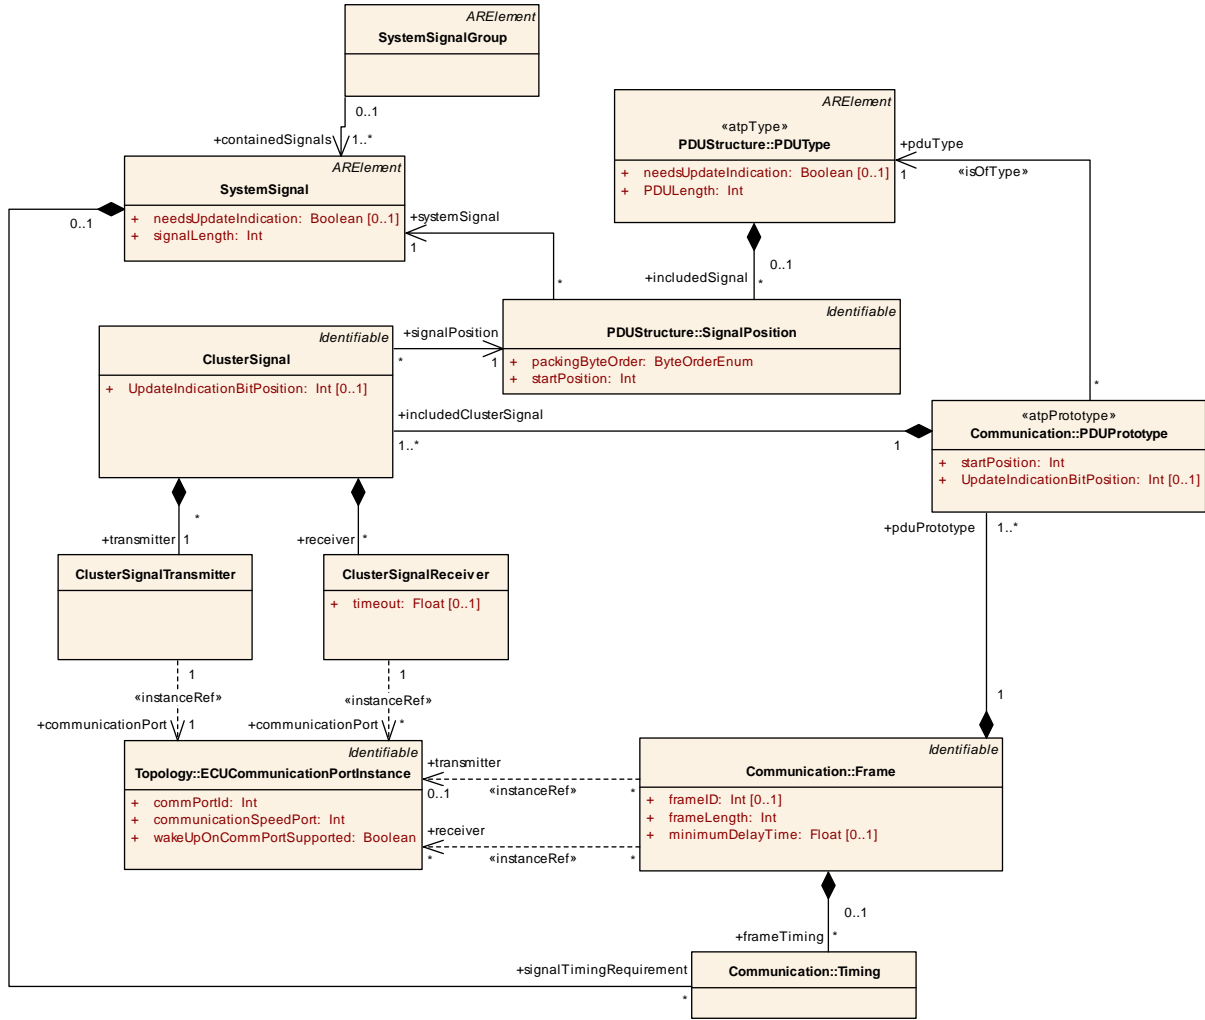 ARElement
SystemSignalGroup
0..1
+containedSignals
1..*
ARElement
SystemSignal
+ needsUpdateIndication: Boolean [0..1]
+ signalLength: Int
0..1
+systemSignal
1
*
ARElement
«atpType»
PDUStructure::PDUType
+ needsUpdateIndication: Boolean [0..1]
+ PDULength: Int
+pduType
1
«isOfType»
*
0..1
+includedSignal
*
Identifiable
PDUStructure::SignalPosition
+ packingByteOrder: ByteOrderEnum
+ startPosition: Int
Identifiable
ClusterSignal
+ UpdateIndicationBitPosition: Int [0..1]
+signalPosition
*
1
+includedClusterSignal
1..*
1
«atpPrototype»
Communication::PDUPrototype
+ startPosition: Int
+ UpdateIndicationBitPosition: Int [0..1]
+pduPrototype
1..*
1
*
+transmitter
1
+receiver
*
ClusterSignalTransmitter
ClusterSignalReceiver
+ timeout: Float [0..1]
1
«instanceRef»
+communicationPort
1
1
«instanceRef»
+communicationPort
*
Identifiable
Topology::ECUCommunicationPortInstance
+ commPortId: Int
+ communicationSpeedPort: Int
+ wakeUpOnCommPortSupported: Boolean
+transmitter
0..1
«instanceRef»
*
+receiver
*
«instanceRef»
*
Identifiable
Communication::Frame
+ frameID: Int [0..1]
+ frameLength: Int
+ minimumDelayTime: Float [0..1]
0..1
+frameTiming
*
+signalTimingRequirement
*
Communication::Timing